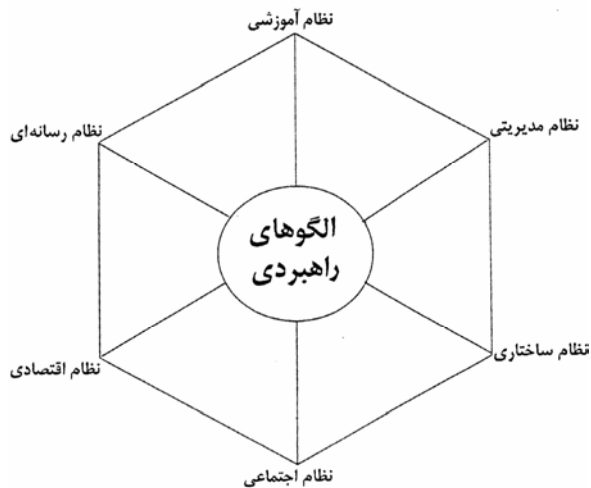 نظام آموزشی
نظام مدیریتی
نظام رسانه‌ای
الگوهای
راهبردی
نظام ساختاری
نظام اقتصادی
نظام اجتماعی